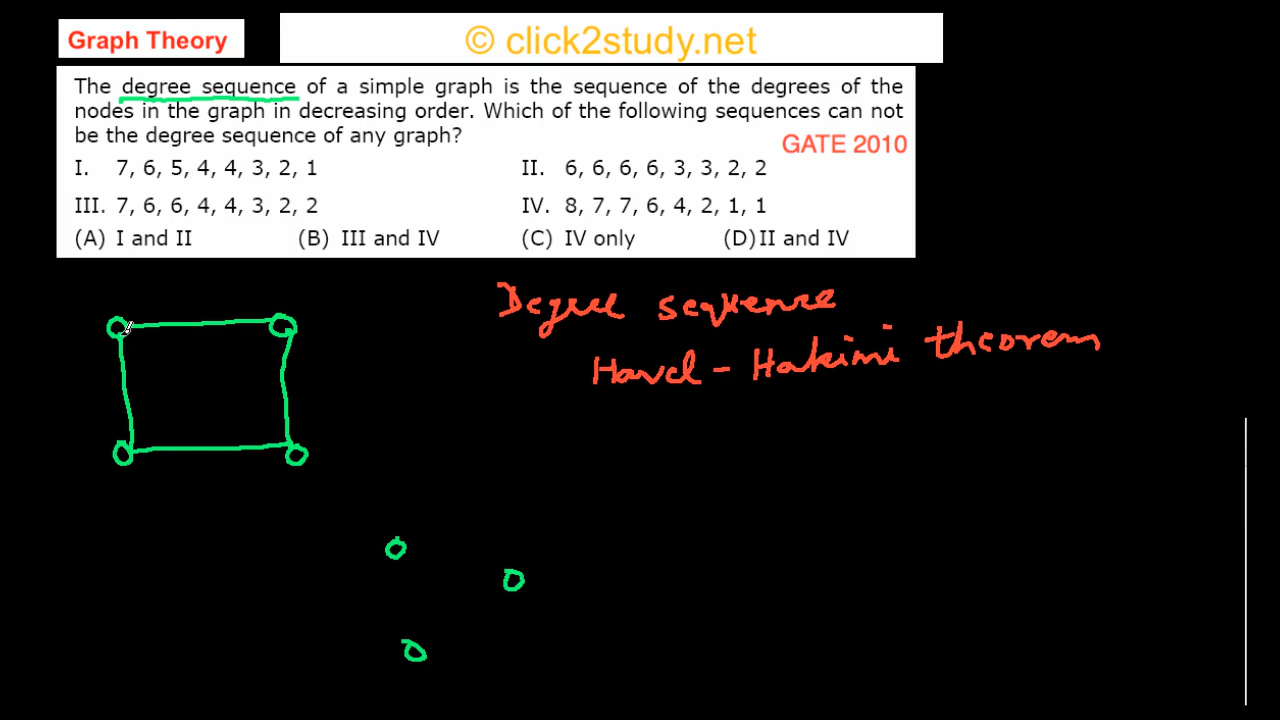 Graph Theory
© click2study.net
The degree sequence of a simple graph is the sequence of the degrees of the
nodes in the graph in decreasing order. Which of the following sequences can not
be the degree sequence of any graph?
GATE 2010
I. 7, 6, 5, 4, 4, 3, 2, 1
II. 6, 6, 6, 6, 3, 3, 2, 2
III. 7, 6, 6, 4, 4, 3, 2, 2
IV. 8, 7, 7, 6, 4, 2, 1, 1
(A) I and II
(B) III and IV
(C) IV only
(D) II and IV
Degree sequence
Havel - Hakimi theorem